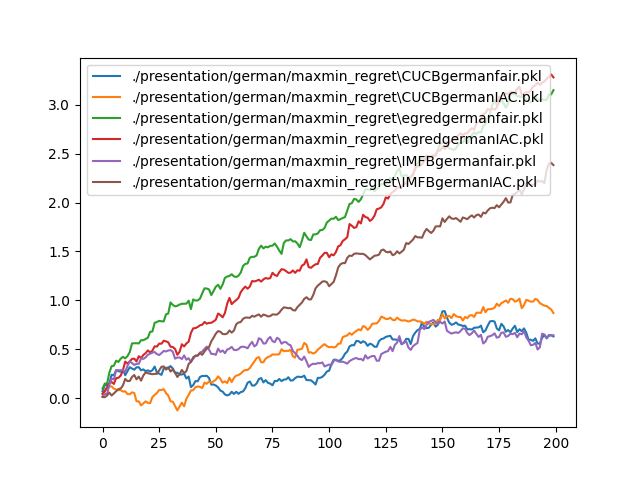 ./presentation/german/maxmin_regret\CUCBgermanfair.pkl
./presentation/german/maxmin_regret\CUCBgermanIAC.pkl
./presentation/german/maxmin_regret\egredgermanfair.pkl
./presentation/german/maxmin_regret\egredgermanIAC.pkl
./presentation/german/maxmin_regret\IMFBgermanfair.pkl
./presentation/german/maxmin_regret\IMFBgermanIAC.pkl
3.0
2.5
2.0
1.5
1.0
0.5
0.0
0 25 50 75 100 125 150 175 200